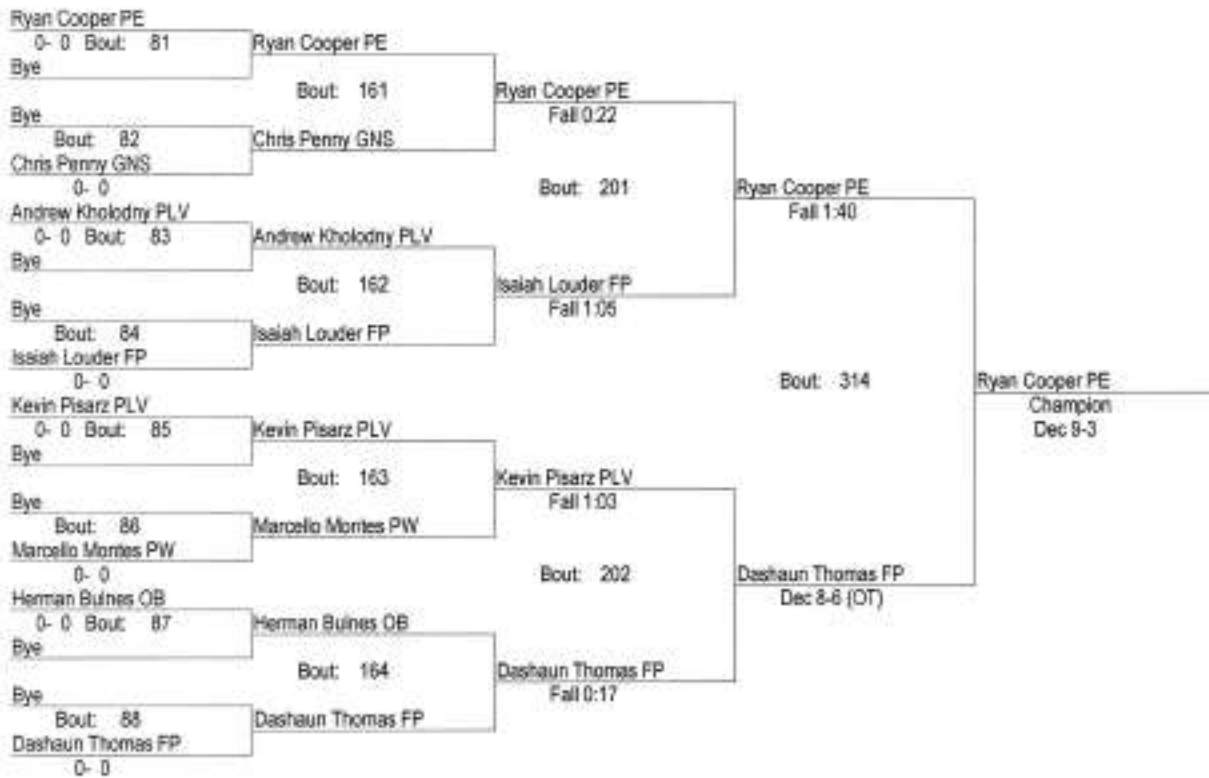 Ryan Cooper PE
0- 0 Bout: 81
Bye
Bye
Bout: 82
Chris Penny GNS
0- 0
Andrew Kholodny PLV
0- 0 Bout: 83
Bye
Bye
Bout: 84
Isaiah Louder FP
0- 0
Kevin Pisarz PLV
0- 0 Bout: 85
Bye
Bye
Bout: 86
Marcello Montes PW
0- 0
Herman Bulnes OB
0- 0 Bout: 87
Bye
Bye
Bout: 88
Dashaun Thomas FP
0- 0
Ryan Cooper PE
Bout: 161
Chris Penny GNS
Andrew Kholodny PLV
Bout: 162
Isaiah Louder FP
Kevin Pisarz PLV
Bout: 163
Marcello Montes PW
Herman Bulnes OB
Bout: 164
Dashaun Thomas FP
Ryan Cooper PE
Fall 0:22
Bout: 201
Isaiah Louder FP
Fall 1:05
Kevin Pisarz PLV
Fall 1:03
Bout: 202
Dashaun Thomas FP
Fall 0:17
Ryan Cooper PE
Fall 1:40
Bout: 314
Dashaun Thomas FP
Dec 8-6 (OT)
Ryan Cooper PE
Champion
Dec 9-3